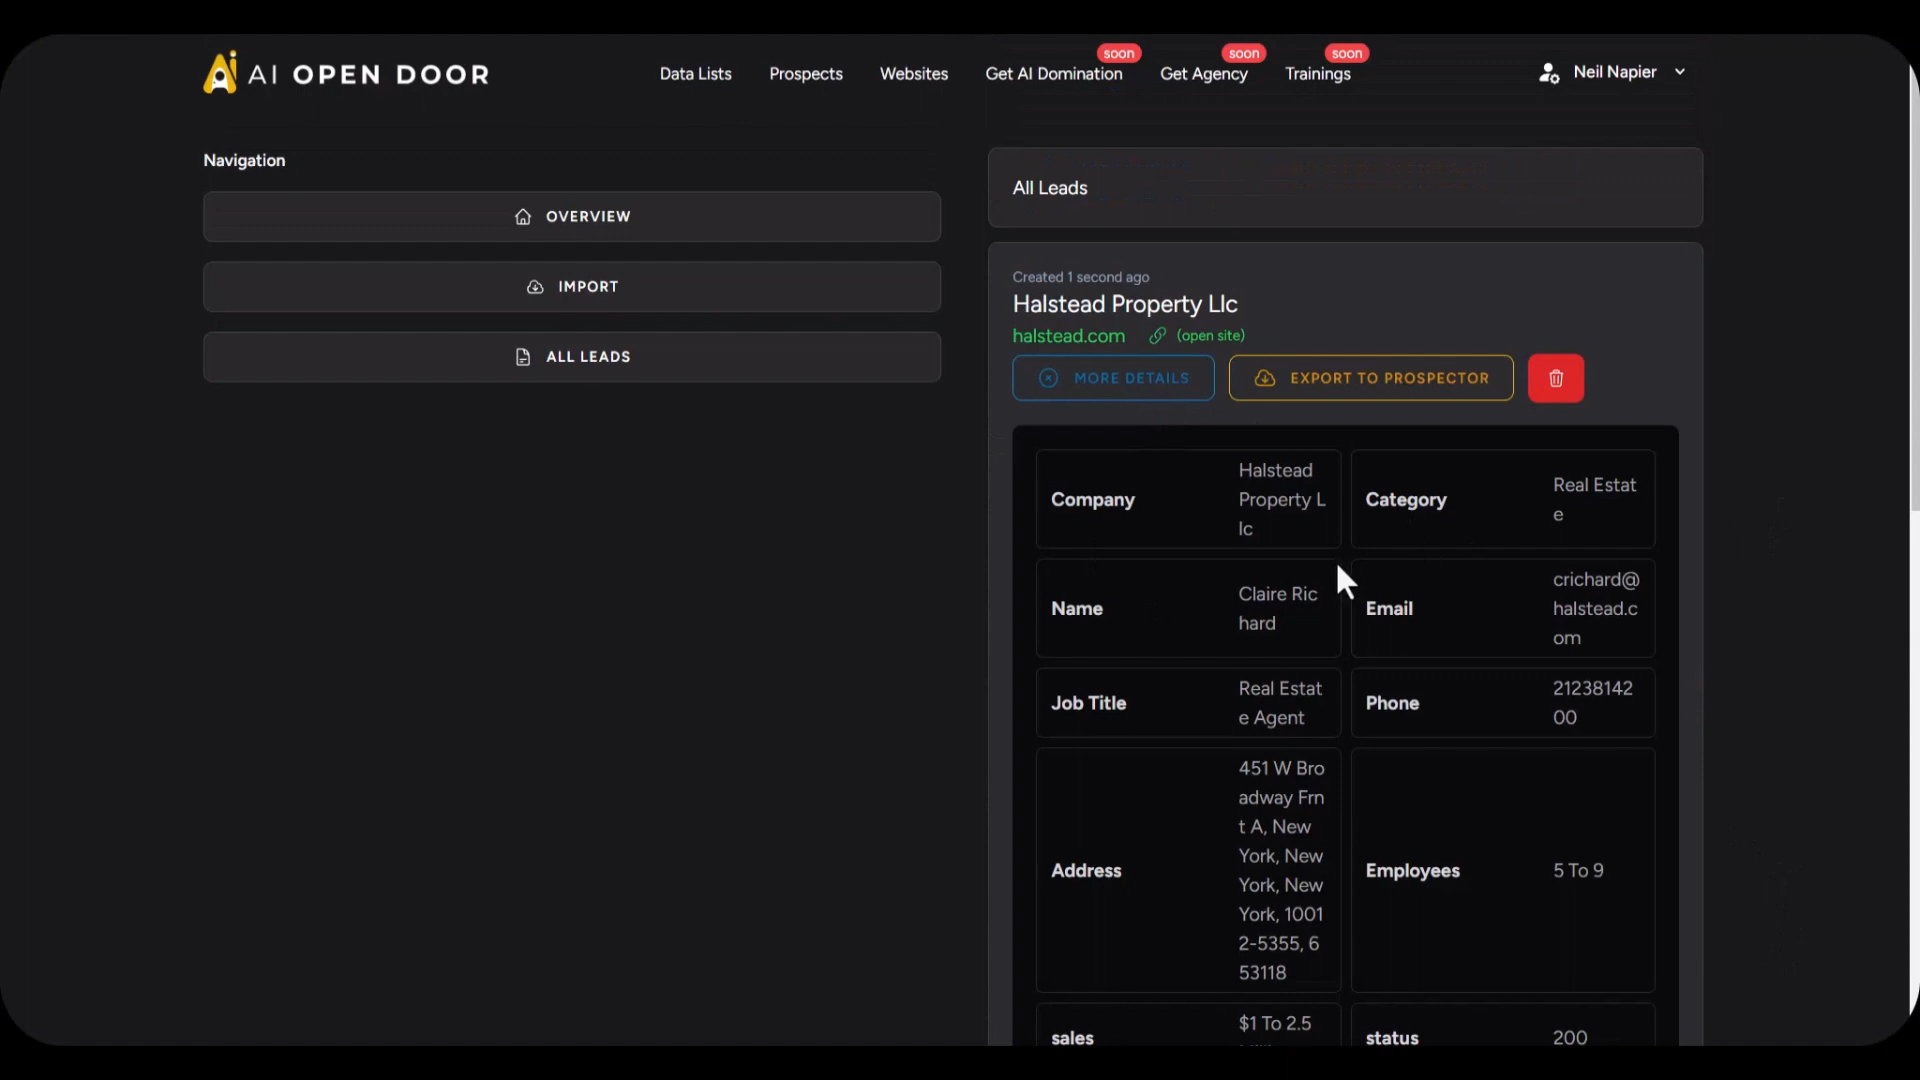 AI OPEN DOOR
Data Lists
Prospects
Websites
Get AI Domination
soon
Get Agency
soon
Trainings
soon
Neil Napier
Navigation
OVERVIEW
IMPORT
ALL LEADS
All Leads
Created 1 second ago
Halstead Property Llc
halstead.com
(open site)
MORE DETAILS
EXPORT TO PROSPECTOR
Company
Halstead
Property L
lc
Category
Real Estat
e
Name
Claire Ric
hard
Email
crichard@
halstead.c
om
Job Title
Real Estat
e Agent
Phone
21238142
00
Address
451 W Bro
adway Frn
t A, New
York, New
York, New
York, 1001
2-5355, 6
53118
Employees
5 To 9
sales
$1 To 2.5
status
200